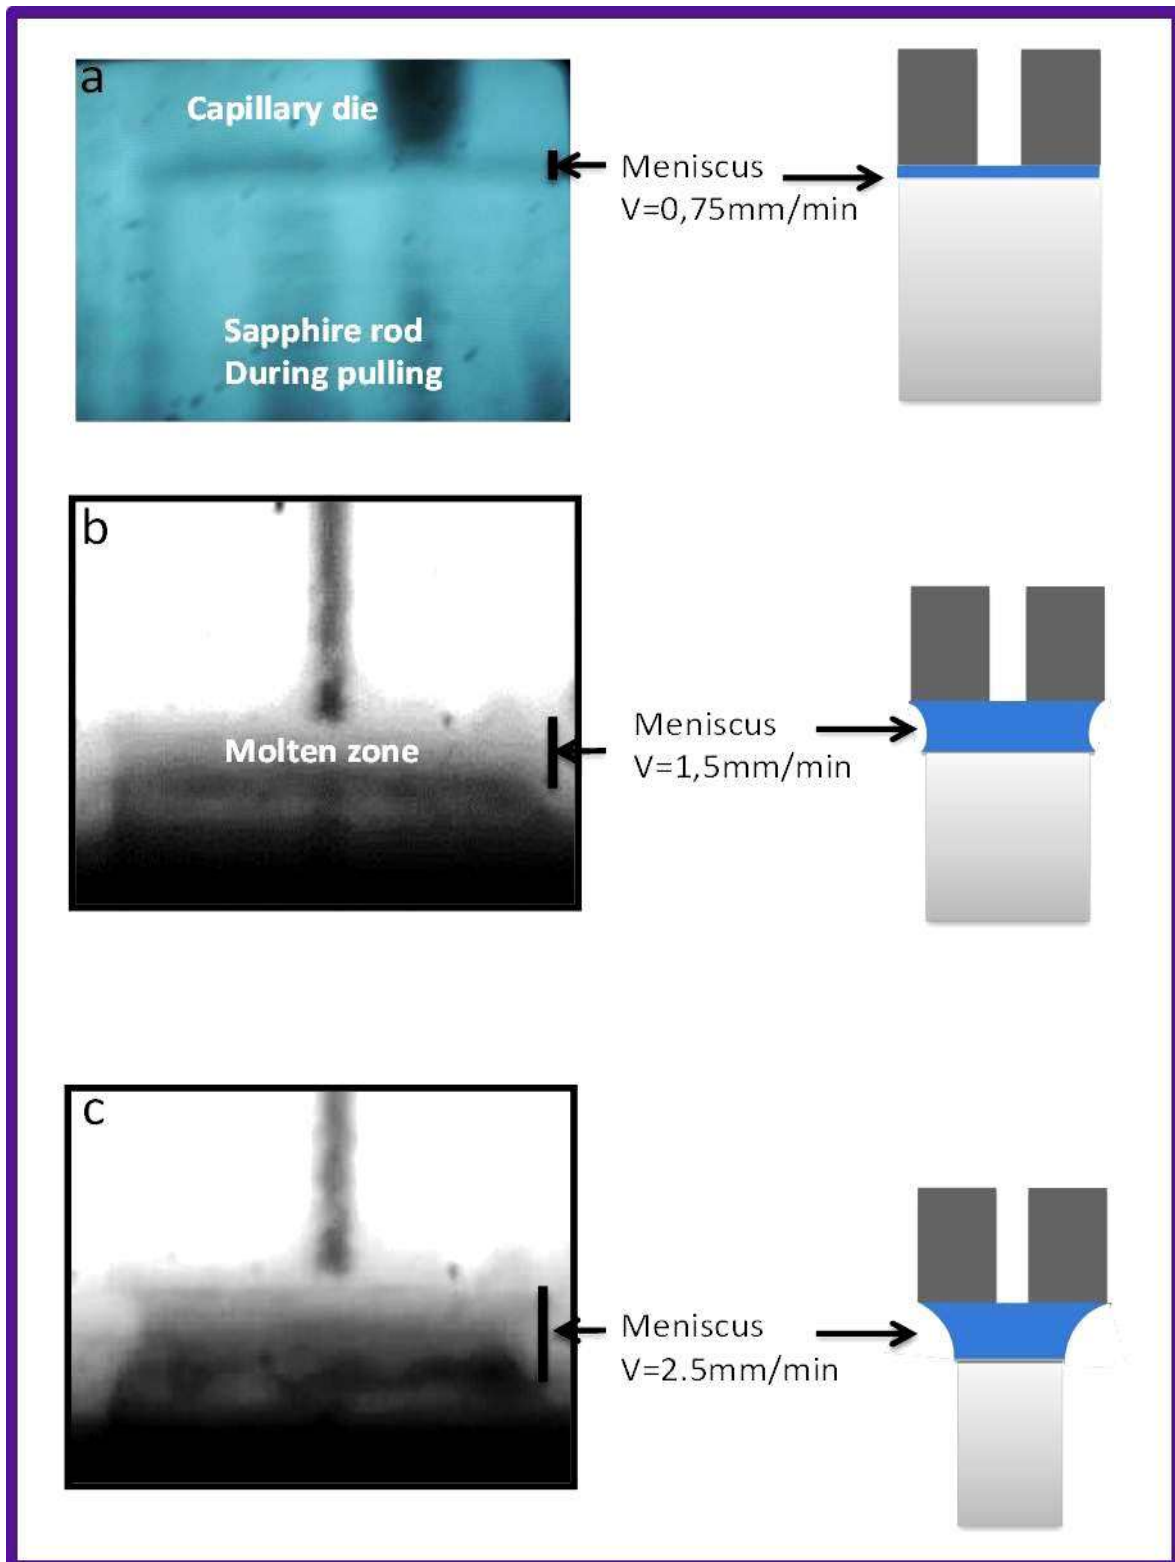 a
Capillary die
Meniscus
V=0,75mm/min
Sapphire rod
During pulling
b
Molten zone
Meniscus
V=1,5mm/min
c
Meniscus
V=2.5mm/min